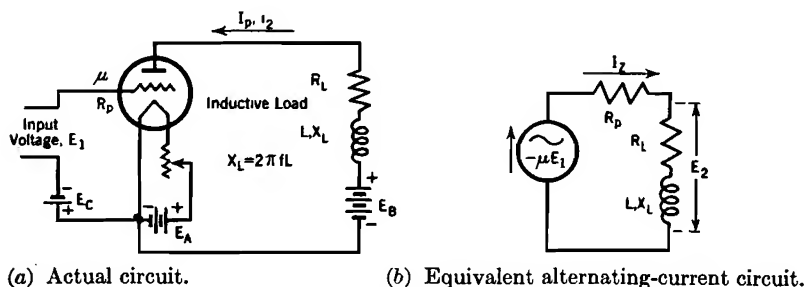 I_p, i_2
μ
R_p
Input
Voltage, E_1
Inductive Load
X_L=2πfL
R_L
L,X_L
- +
E_C
- +
E_A
+
-
E_B
(a) Actual circuit.
I_2
R_p
-μE_1
R_L
L,X_L
E_2
(b) Equivalent alternating-current circuit.